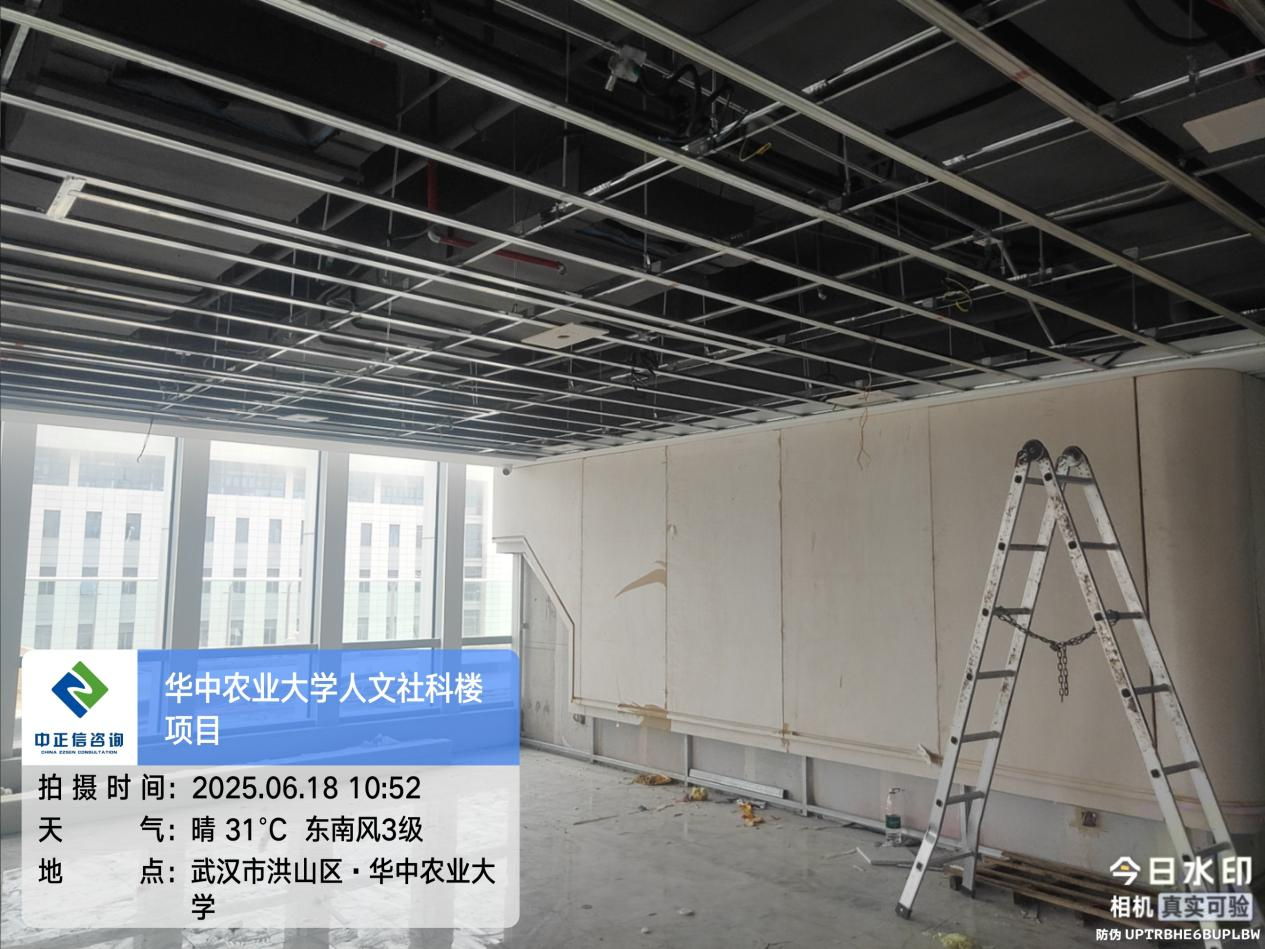 中正信咨询
CHINA ZZSEN CONSULTATION
华中农业大学人文社科楼
项目
拍摄时间：2025.06.18 10:52
天气：晴 31℃ 东南风3级
地点：武汉市洪山区·华中农业大
学
今日水印
相机 真实可验
防伪 UPTRBHE6BUPLBW